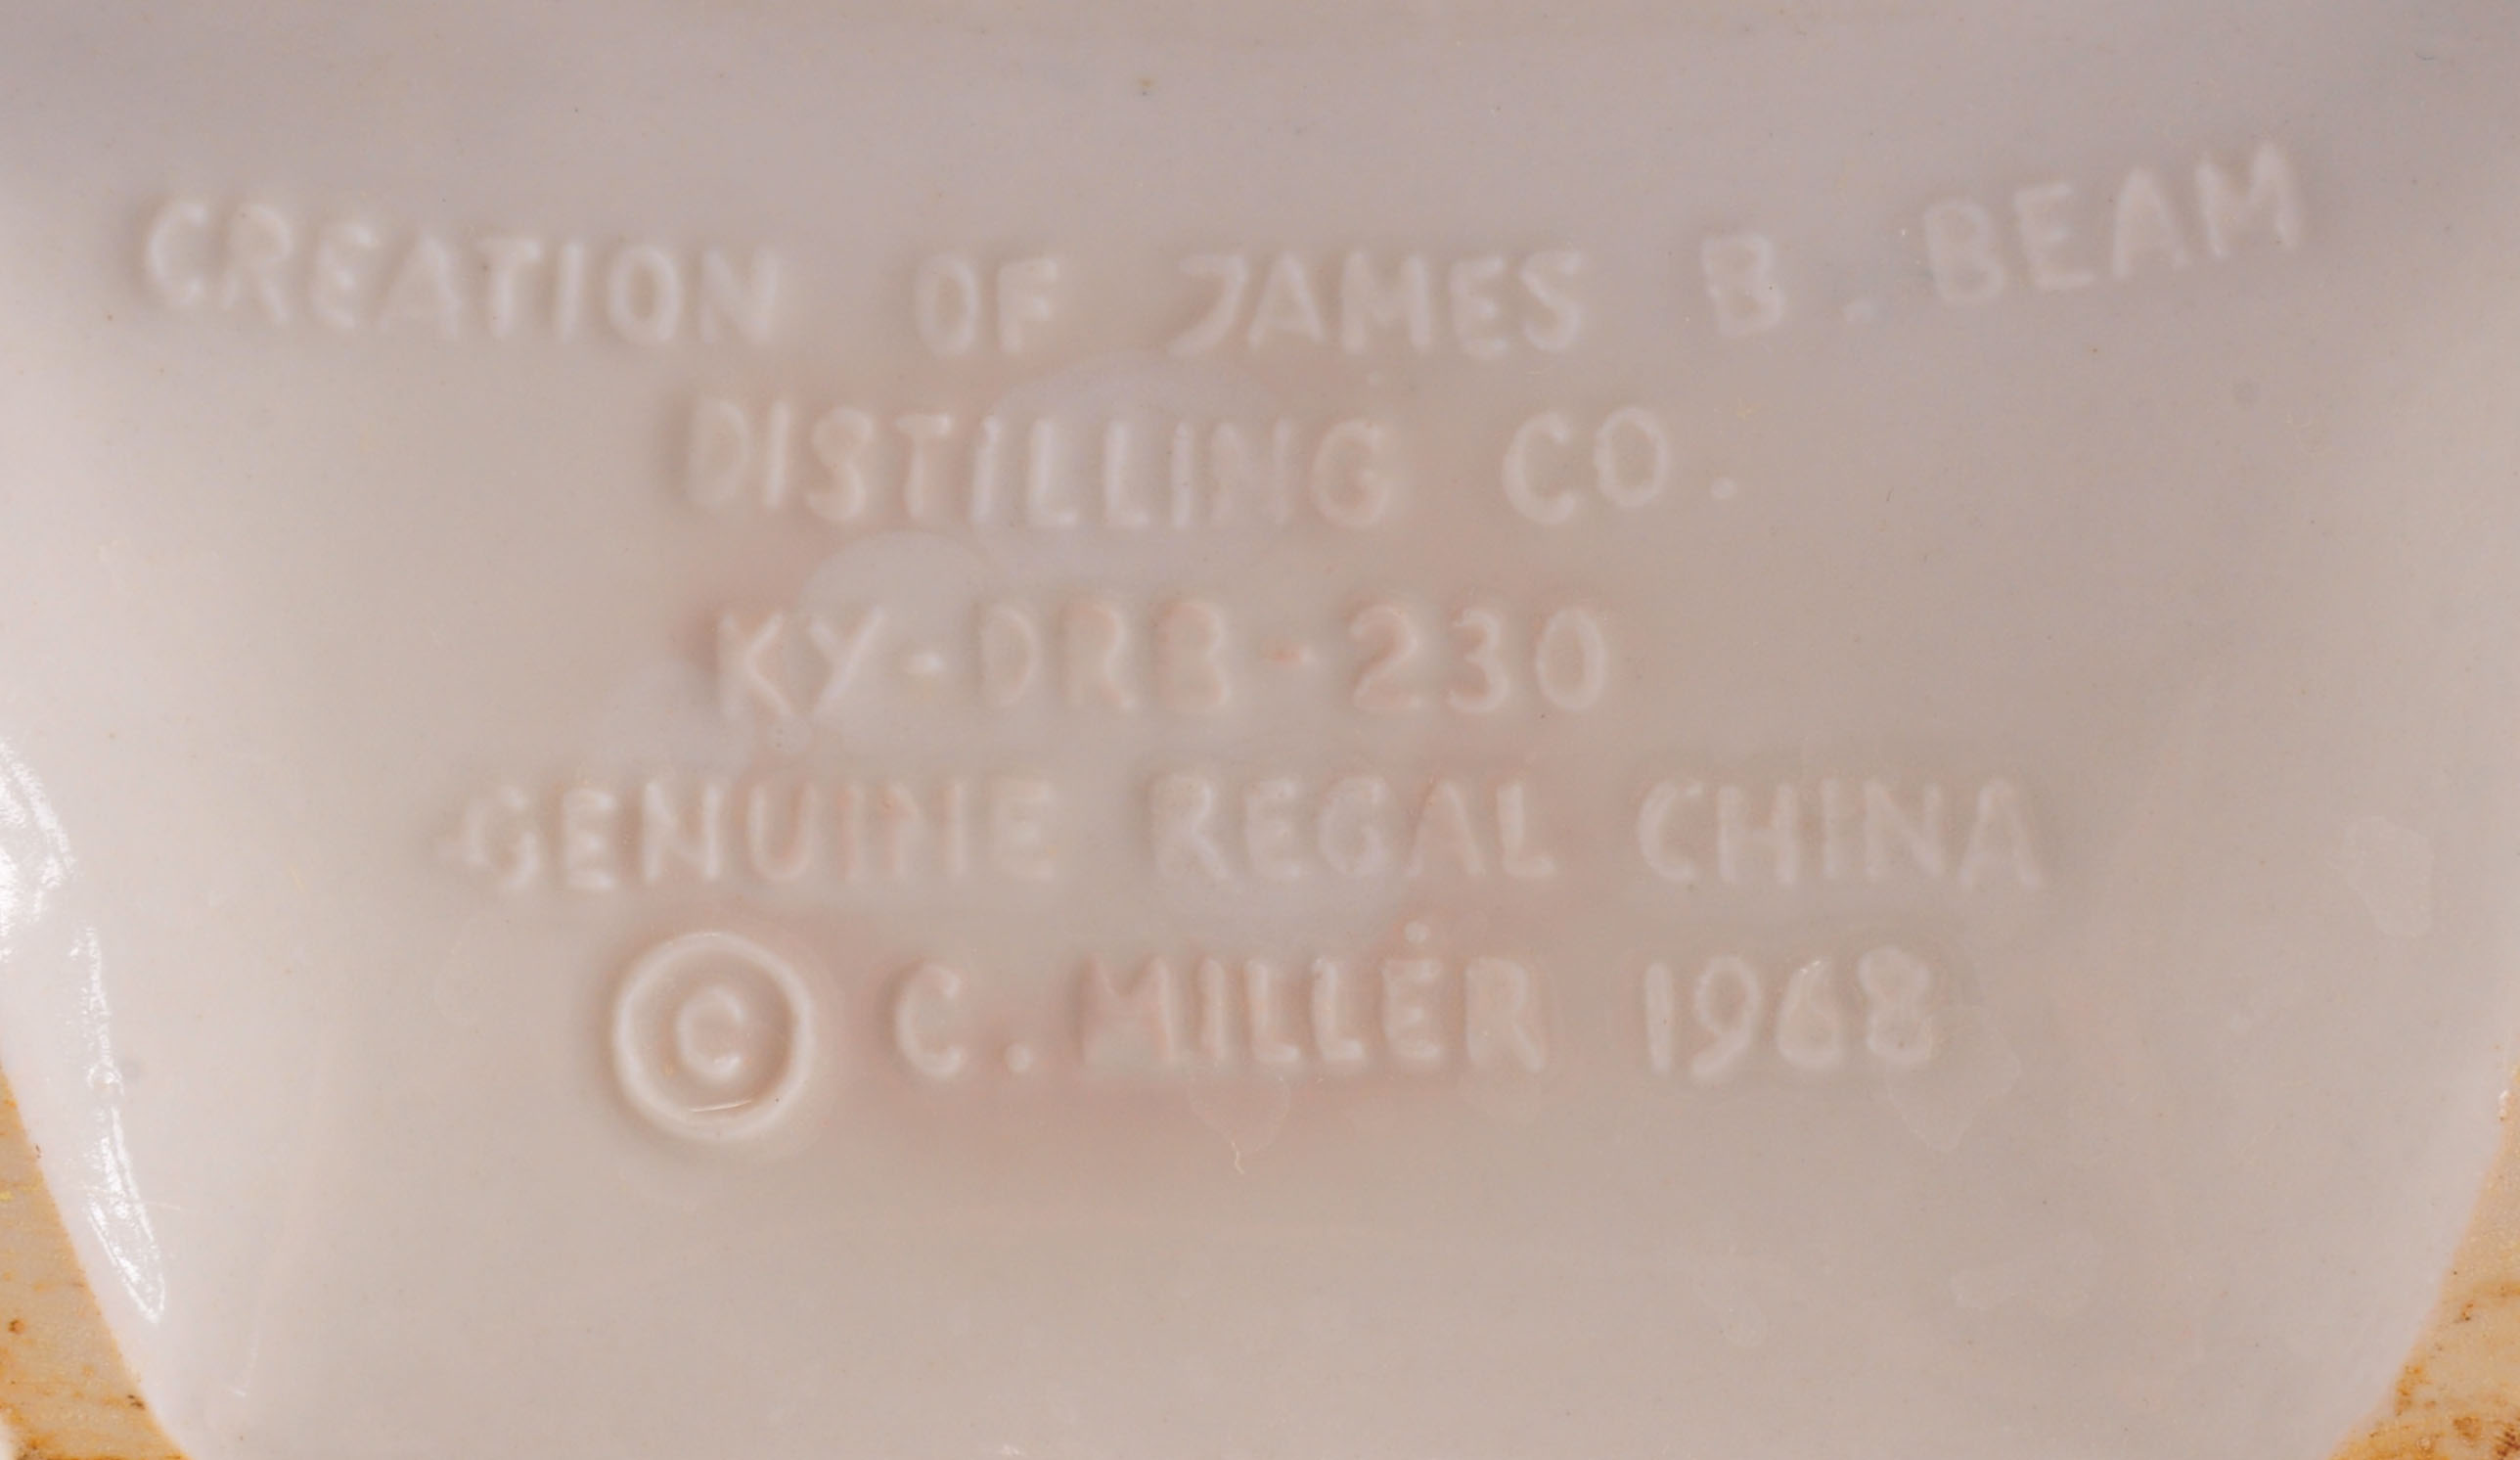 CREATION OF JAMES B. BEAM
DISTILLING CO.
KY-DRB-230
GENUINE REGAL CHINA
© C. MILLER 1968